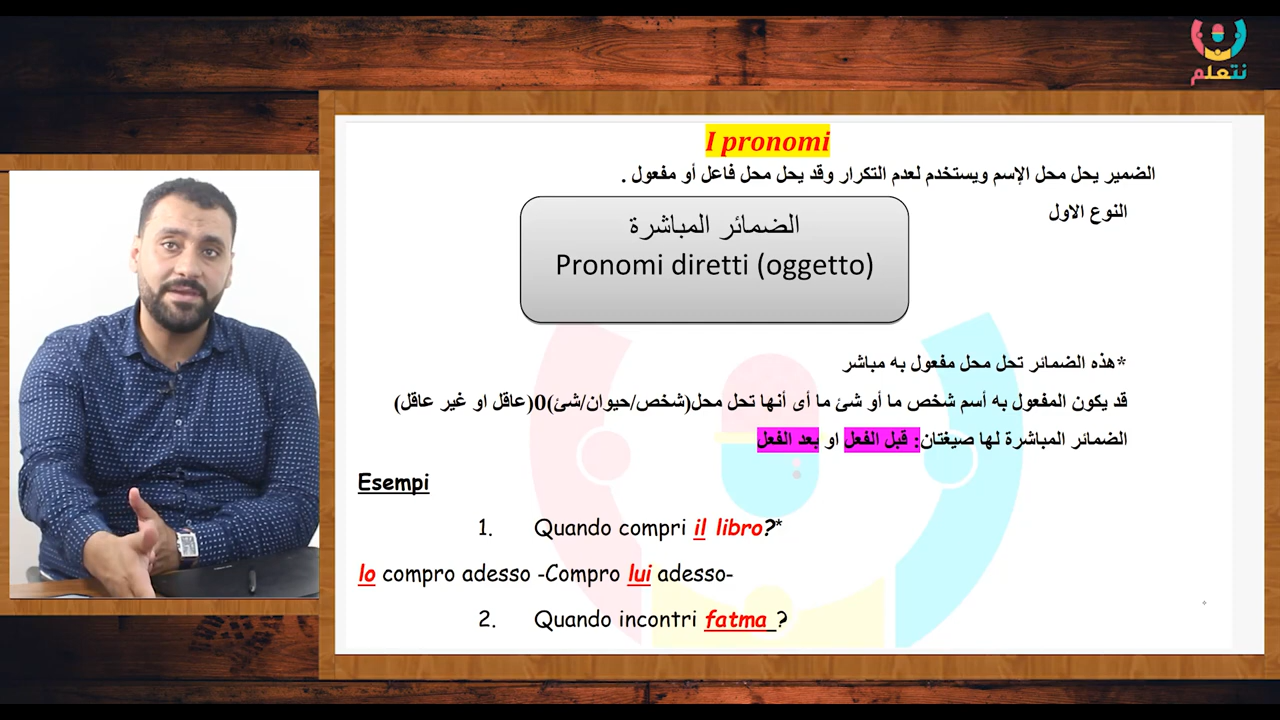 نتعلم
I pronomi
الضمير يحل محل الإسم ويستخدم لعدم التكرار وقد يحل محل فاعل أو مفعول .
النوع الاول
الضمائر المباشرة
Pronomi diretti (oggetto)
*هذه الضمائر تحل محل مفعول به مباشر
قد يكون المفعول به أسم شخص ما أو شئ ما أى أنها تحل محل(شخص/حيوان/شئ)0(عاقل او غير عاقل)
الضمائر المباشرة لها صيغتان: قبل الفعل او بعد الفعل
Esempi
1. Quando compri il libro?*
lo compro adesso -Compro lui adesso-
2. Quando incontri fatma_?